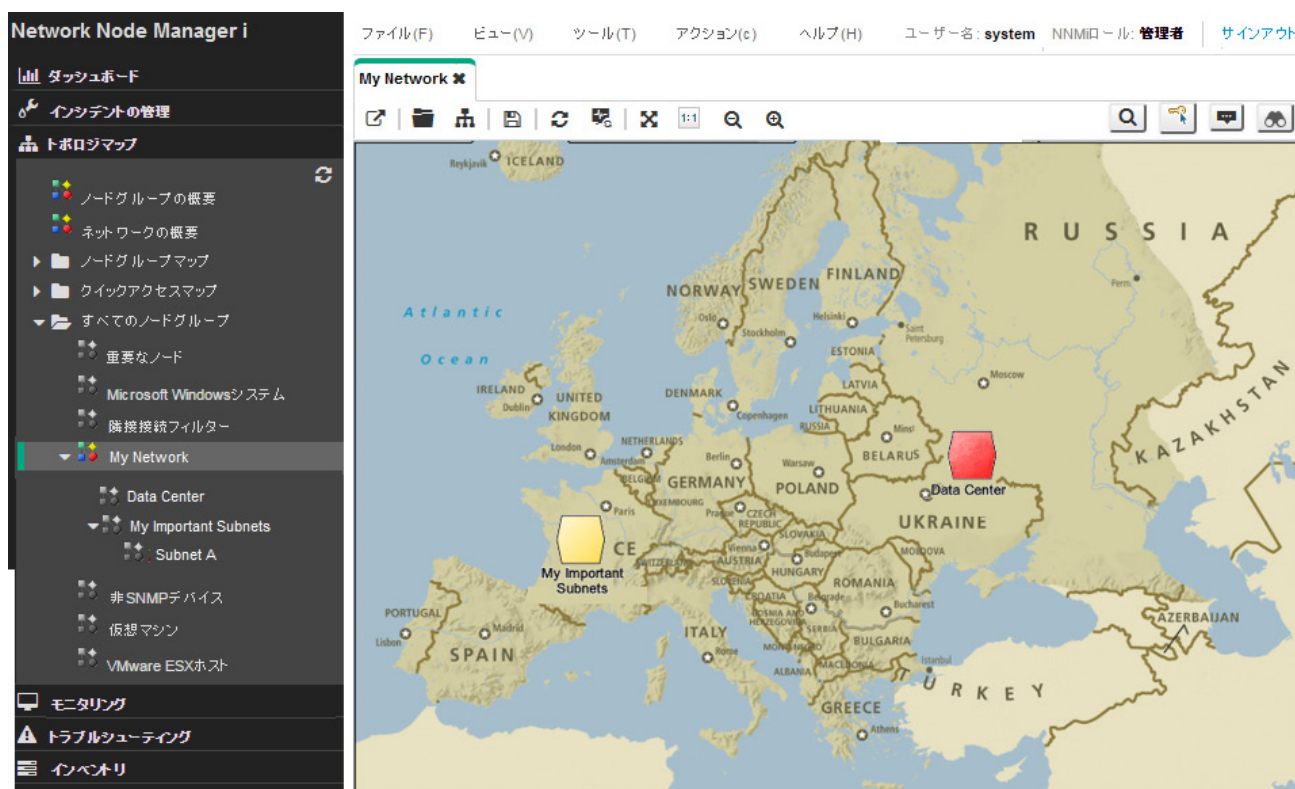 Network Node Manager i
ファイル(F) ビュー(V) ツール(T) アクション(c) ヘルプ(H) ユーザー名: system NNMiロール: 管理者 サインアウト
ダッシュボード
インシデントの管理
トポロジマップ
ノードグループの概要
ネットワークの概要
ノードグループマップ
クイックアクセスマップ
すべてのノードグループ
重要なノード
Microsoft Windowsシステム
隣接接続フィルター
My Network
Data Center
My Important Subnets
Subnet A
非SNMPデバイス
仮想マシン
VMware ESXホスト
モニタリング
トラブルシューティング
インベントリ
My Network ✖
1:1
Reykjavik ICELAND
RUSSIA
Perm
FINLAND
SWEDEN
NORWAY
Atlantic
Ocean
Oslo
Helsinki
Stockholm
Saint
Petersburg
ESTONIA
Moscow
LATVIA
IRELAND
Dublin
UNITED
KINGDOM
DENMARK
Copenhagen
LITHUANIA
RUSSIA
KAZAKHSTAN
Minsk
London
NETHERLANDS
Amsterdam
Berlin
Warsaw
BELARUS
BELGIUM
GERMANY
POLAND
Data Center
LUXEMBOURG
Paris
Prague
CZECH
REPUBLIC
UKRAINE
SLOVAKIA
CE
Vienna
Budapest
MOLDOVA
SWITZERLAND
AUSTRIA
HUNGARY
My Important
Subnets
SLOVENIA
ROMANIA
CROATIA
Belgrade
Bucharest
BOSNIA AND
HERZEGOVINA
SERBIA
PORTUGAL
Madrid
Lisbon
SPAIN
ITALY
Rome
MONTENEGRO
BULGARIA
AZERBAIJAN
ALBANIA
MACEDONIA
Istanbul
TURKEY
GREECE
Athens